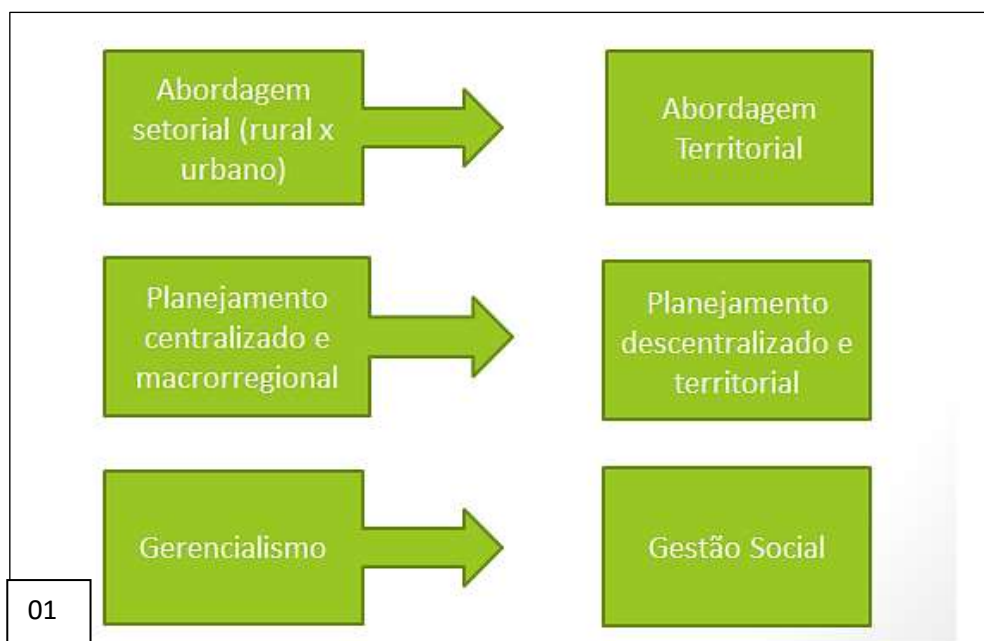 Abordagem
setorial (rural x
urbano)
Abordagem
Territorial
Planejamento
centralizado e
macrorregional
Planejamento
descentralizado e
territorial
Gerencialismo
Gestão Social
01